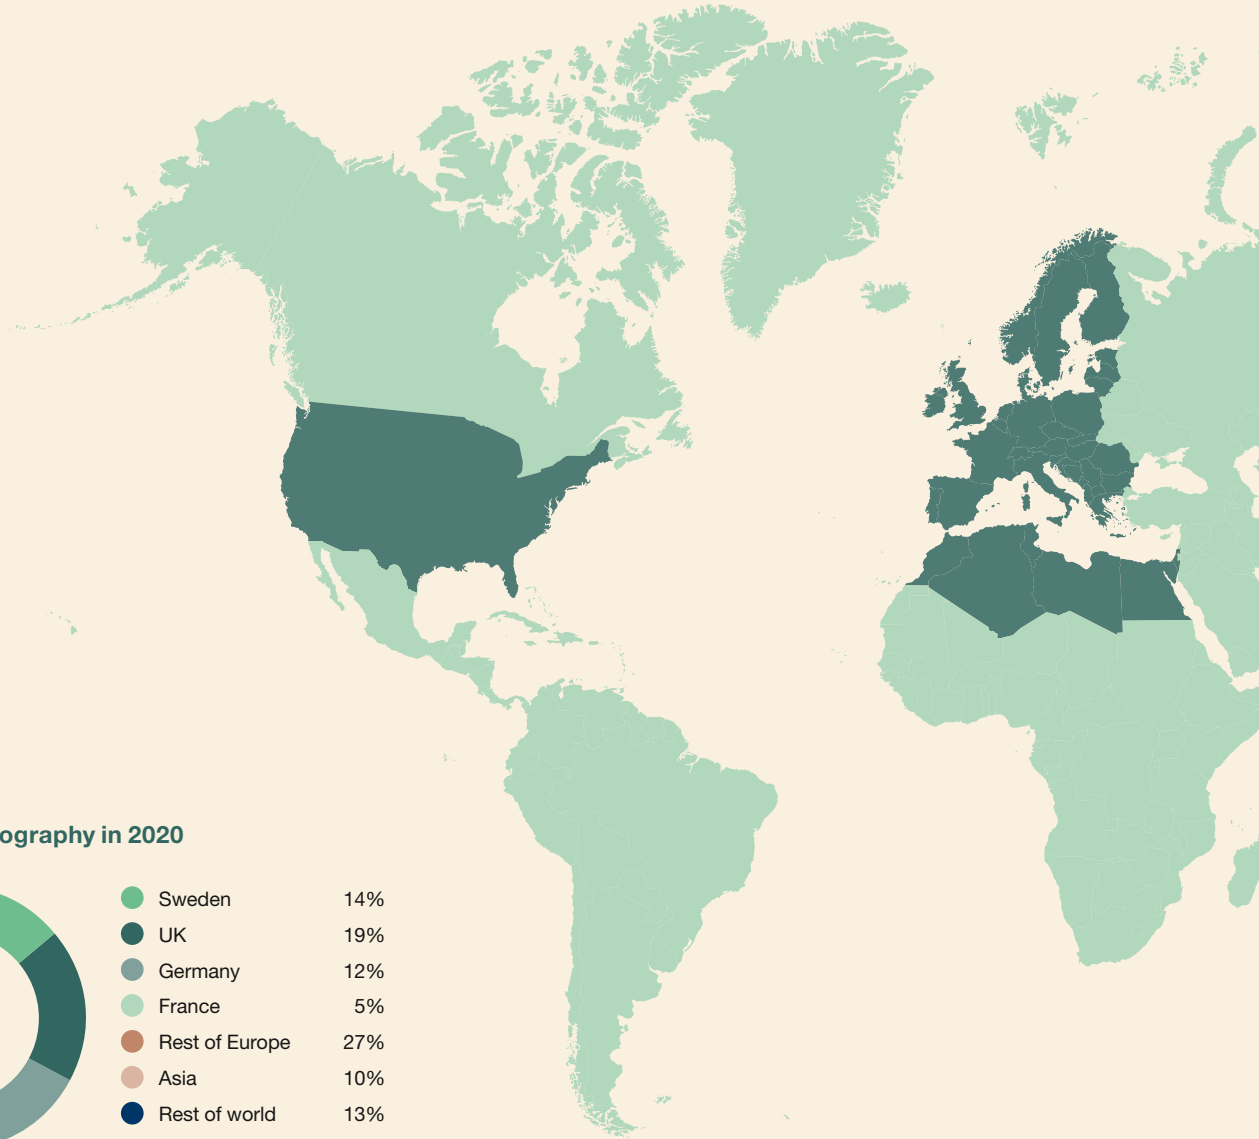 ography in 2020
Sweden 14%
UK 19%
Germany 12%
France 5%
Rest of Europe 27%
Asia 10%
Rest of world 13%